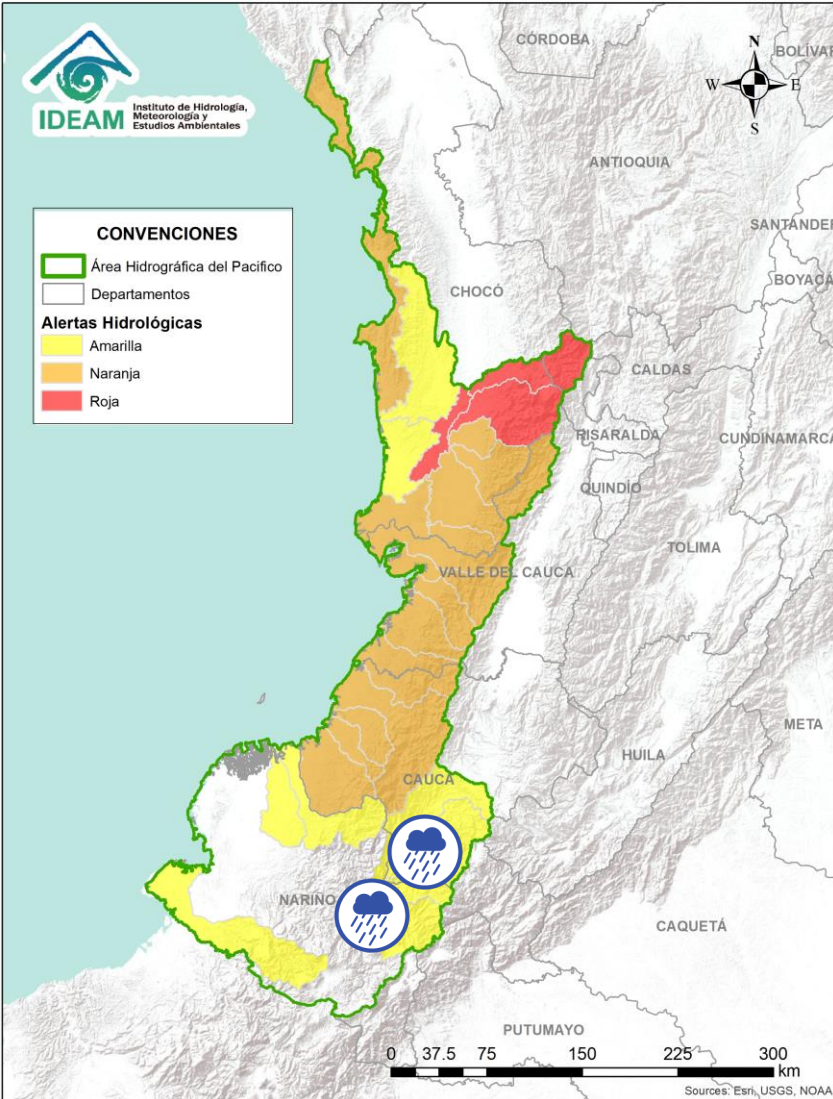 IDEAM
Instituto de Hidrología,
Meteorología y
Estudios Ambientales
N
W
E
S
CONVENCIONES
Área Hidrográfica del Pacifico
Departamentos
Alertas Hidrológicas
Amarilla
Naranja
Roja
CÓRDOBA
BOLÍVAR
ANTIOQUIA
SANTANDER
BOYACÁ
CHOCÓ
CALDAS
RISARALDA
CUNDINAMARCA
QUINDÍO
TOLIMA
VALLE DEL CAUCA
META
HUILA
CAUCA
NARIÑO
CAQUETÁ
PUTUMAYO
0 37.5 75 150 225 300
km
Sources: Esri, USGS, NOAA